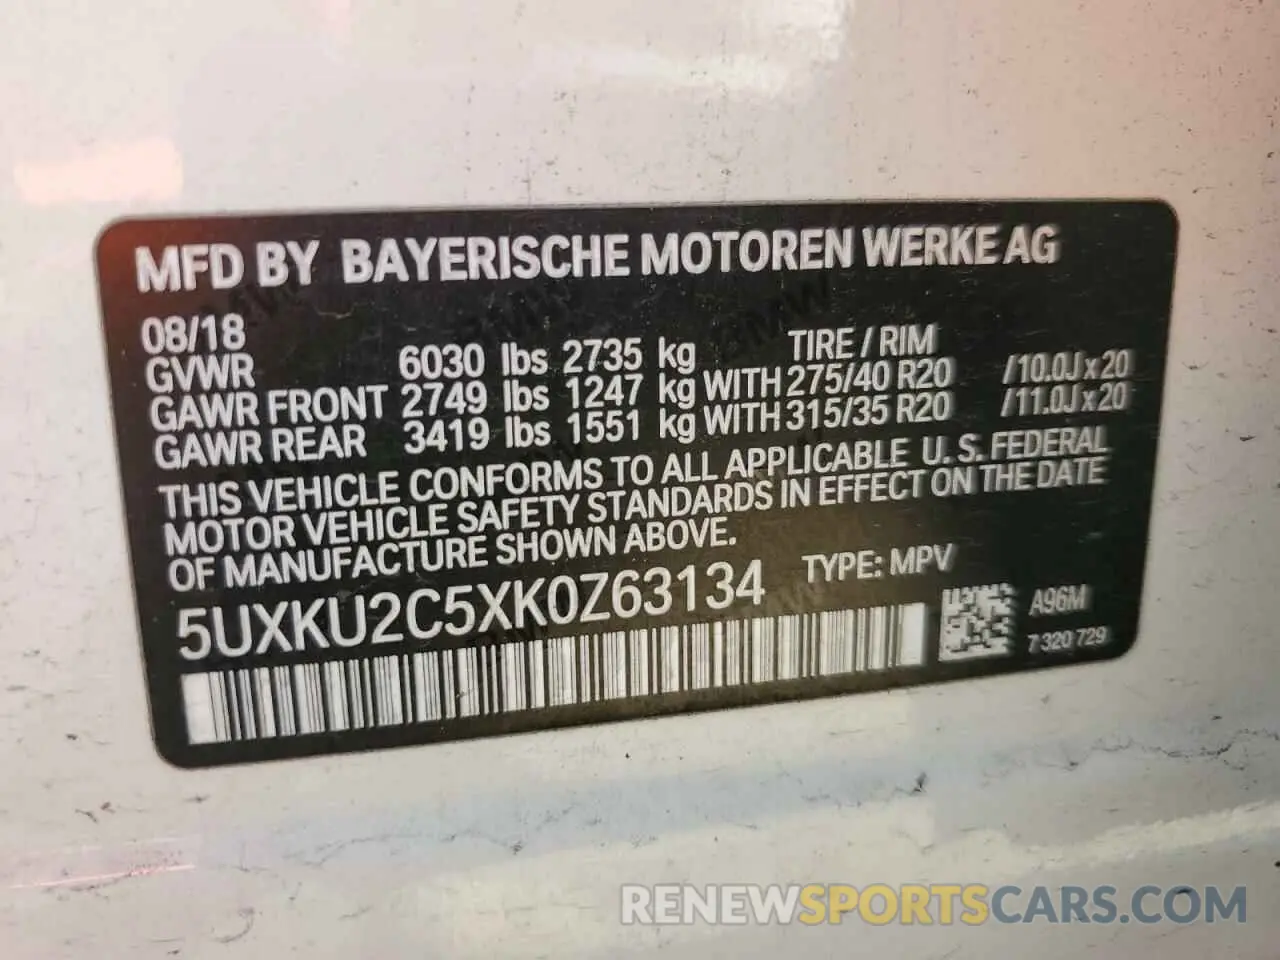 MFD BY BAYERISCHE MOTOREN WERKE AG
08/18
TIRE / RIM
GVWR 6030 lbs 2735 kg
GAWR FRONT 2749 lbs 1247 kg WITH 275/40 R20 /10.0J x 20
GAWR REAR 3419 lbs 1551 kg WITH 315/35 R20 /11.0J x 20
THIS VEHICLE CONFORMS TO ALL APPLICABLE U. S. FEDERAL
MOTOR VEHICLE SAFETY STANDARDS IN EFFECT ON THE DATE
OF MANUFACTURE SHOWN ABOVE.
5UXKU2C5XK0Z63134 TYPE: MPV
A96M
7 320 729
RENEWSPORTSCARS.COM